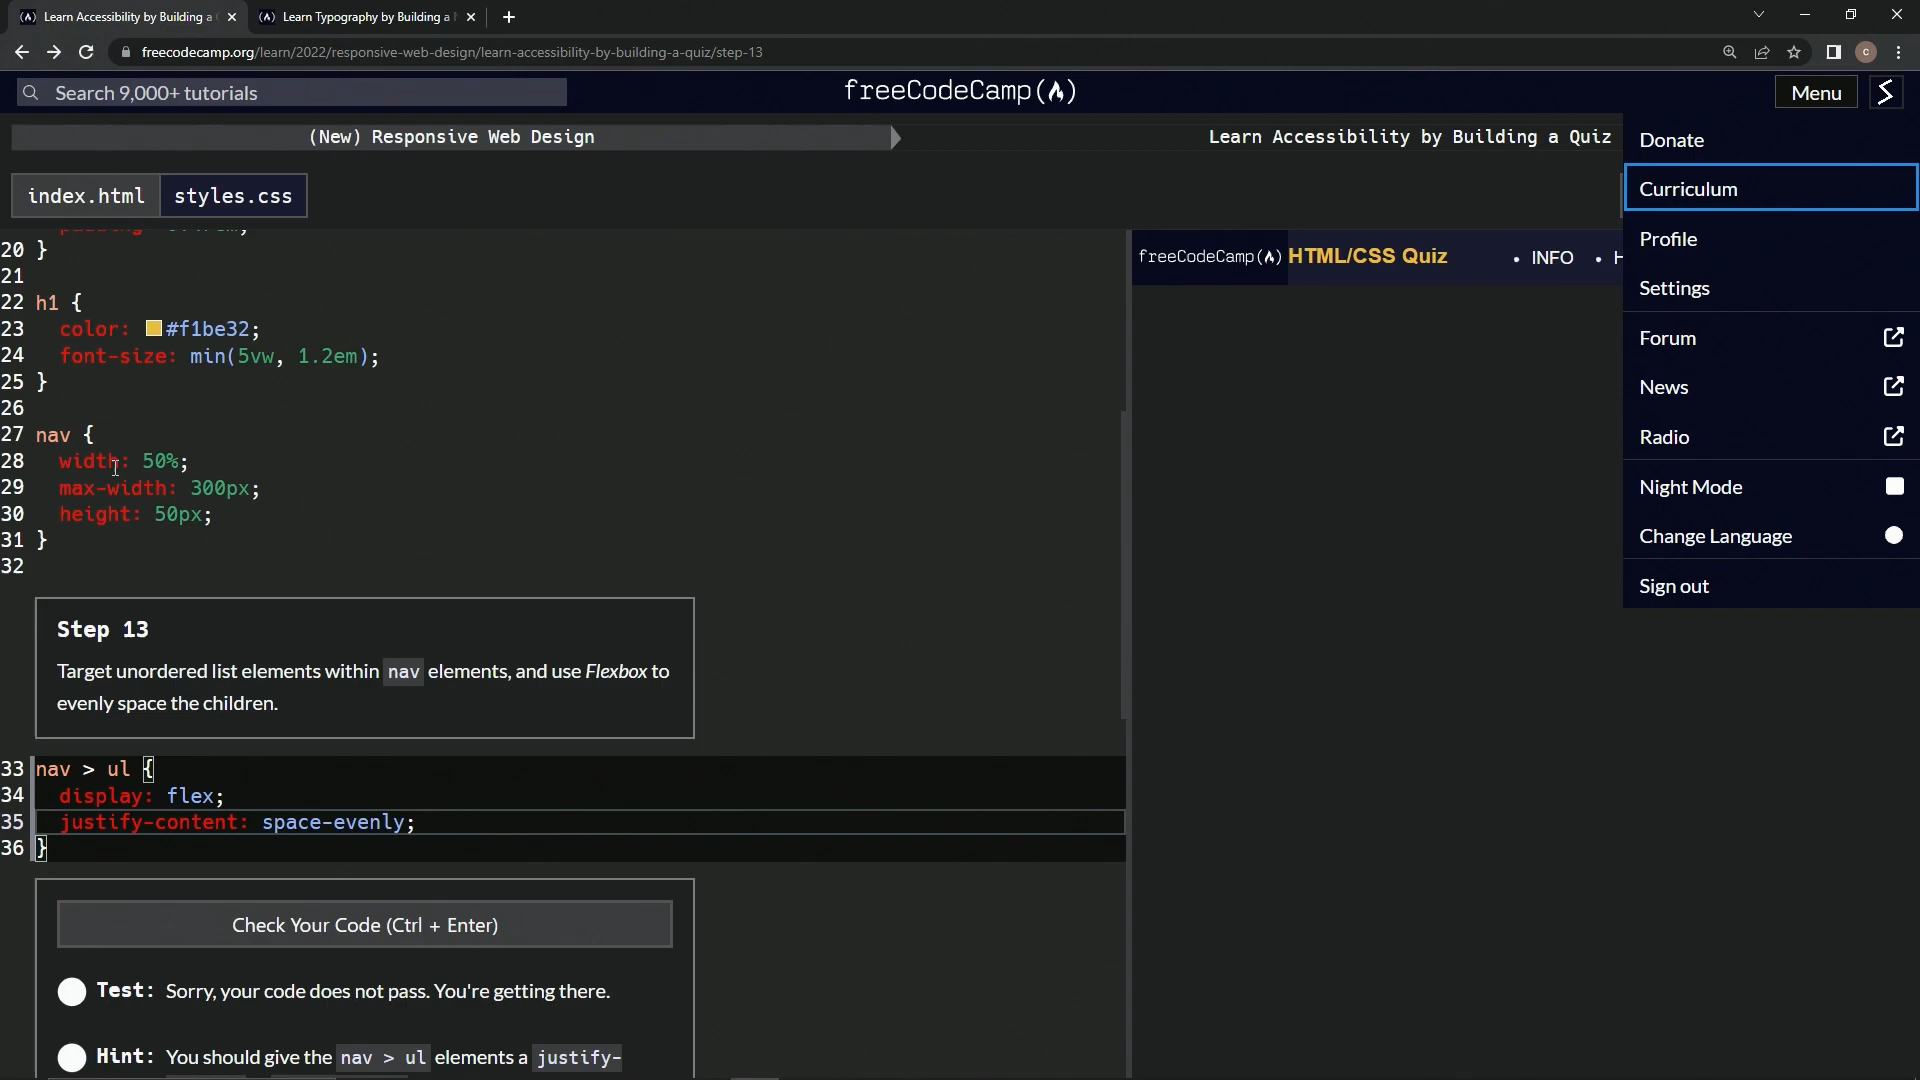 Learn Accessibility by Building a
Learn Typography by Building a
freecodecamp.org/learn/2022/responsive-web-design/learn-accessibility-by-building-a-quiz/step-13
c
Search 9,000+ tutorials
freeCodeCamp
Menu
(New) Responsive Web Design
Learn Accessibility by Building a Quiz
Donate
Curriculum
Profile
Settings
Forum
News
Radio
Night Mode
Change Language
Sign out
index.html
styles.css
20 }
21
22 h1 {
23 color: #f1be32;
24 font-size: min(5vw, 1.2em);
25 }
26
27 nav {
28 width: 50%;
29 max-width: 300px;
30 height: 50px;
31 }
32
Step 13
Target unordered list elements within nav elements, and use Flexbox to
evenly space the children.
33 nav > ul {
34 display: flex;
35 justify-content: space-evenly;
36 }
Check Your Code (Ctrl + Enter)
Test: Sorry, your code does not pass. You're getting there.
Hint: You should give the nav > ul elements a justify-
freeCodeCamp HTML/CSS Quiz • INFO • H